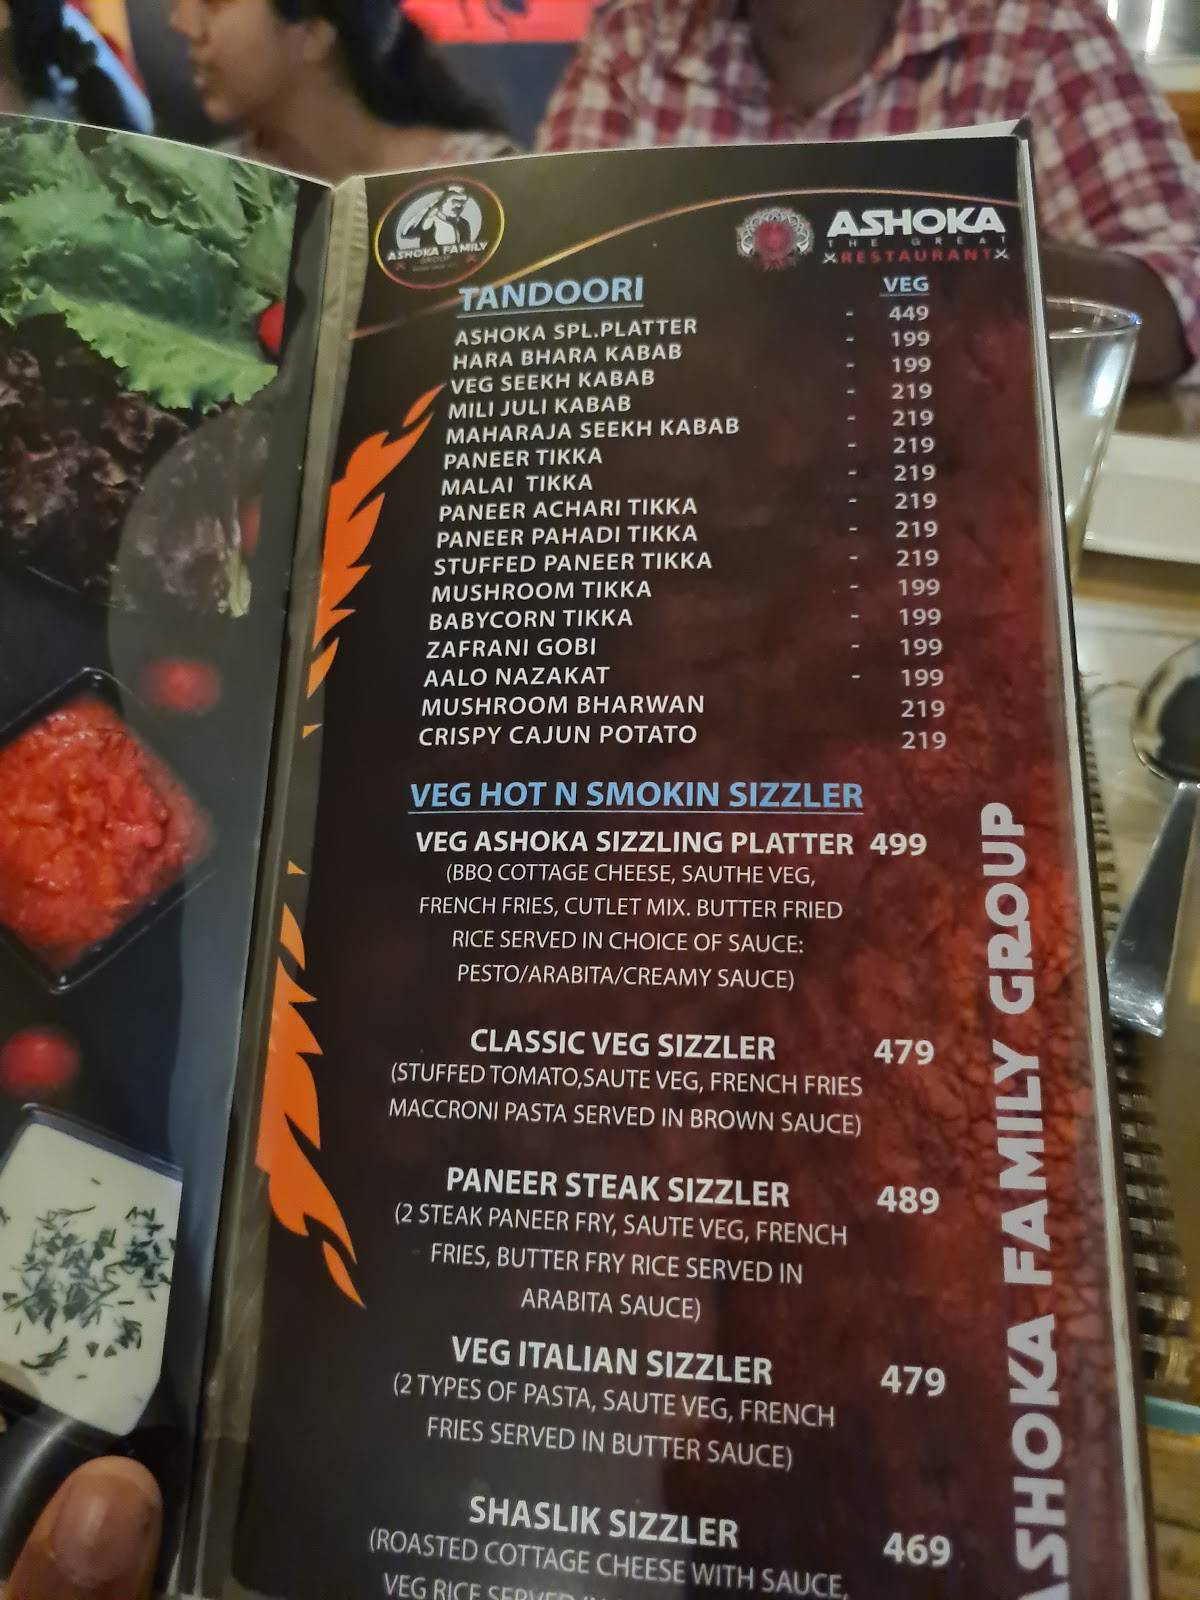 ASHOKA FAMILY
GROUP
ASHOKA
THE GREAT
RESTAURANT
TANDOORI VEG
ASHOKA SPL.PLATTER - 449
HARA BHARA KABAB - 199
VEG SEEKH KABAB - 199
MILI JULI KABAB - 219
MAHARAJA SEEKH KABAB - 219
PANEER TIKKA - 219
MALAI TIKKA - 219
PANEER ACHARI TIKKA - 219
PANEER PAHADI TIKKA - 219
STUFFED PANEER TIKKA - 219
MUSHROOM TIKKA - 199
BABYCORN TIKKA - 199
ZAFRANI GOBI - 199
AALO NAZAKAT - 199
MUSHROOM BHARWAN 219
CRISPY CAJUN POTATO 219
VEG HOT N SMOKIN SIZZLER
VEG ASHOKA SIZZLING PLATTER 499
(BBQ COTTAGE CHEESE, SAUTHE VEG,
FRENCH FRIES, CUTLET MIX. BUTTER FRIED
RICE SERVED IN CHOICE OF SAUCE:
PESTO/ARABITA/CREAMY SAUCE)
CLASSIC VEG SIZZLER 479
(STUFFED TOMATO,SAUTE VEG, FRENCH FRIES
MACCRONI PASTA SERVED IN BROWN SAUCE)
PANEER STEAK SIZZLER 489
(2 STEAK PANEER FRY, SAUTE VEG, FRENCH
FRIES, BUTTER FRY RICE SERVED IN
ARABITA SAUCE)
VEG ITALIAN SIZZLER 479
(2 TYPES OF PASTA, SAUTE VEG, FRENCH
FRIES SERVED IN BUTTER SAUCE)
SHASLIK SIZZLER 469
(ROASTED COTTAGE CHEESE WITH SAUCE,
VEG RICE SERVED IN
ASHOKA FAMILY GROUP